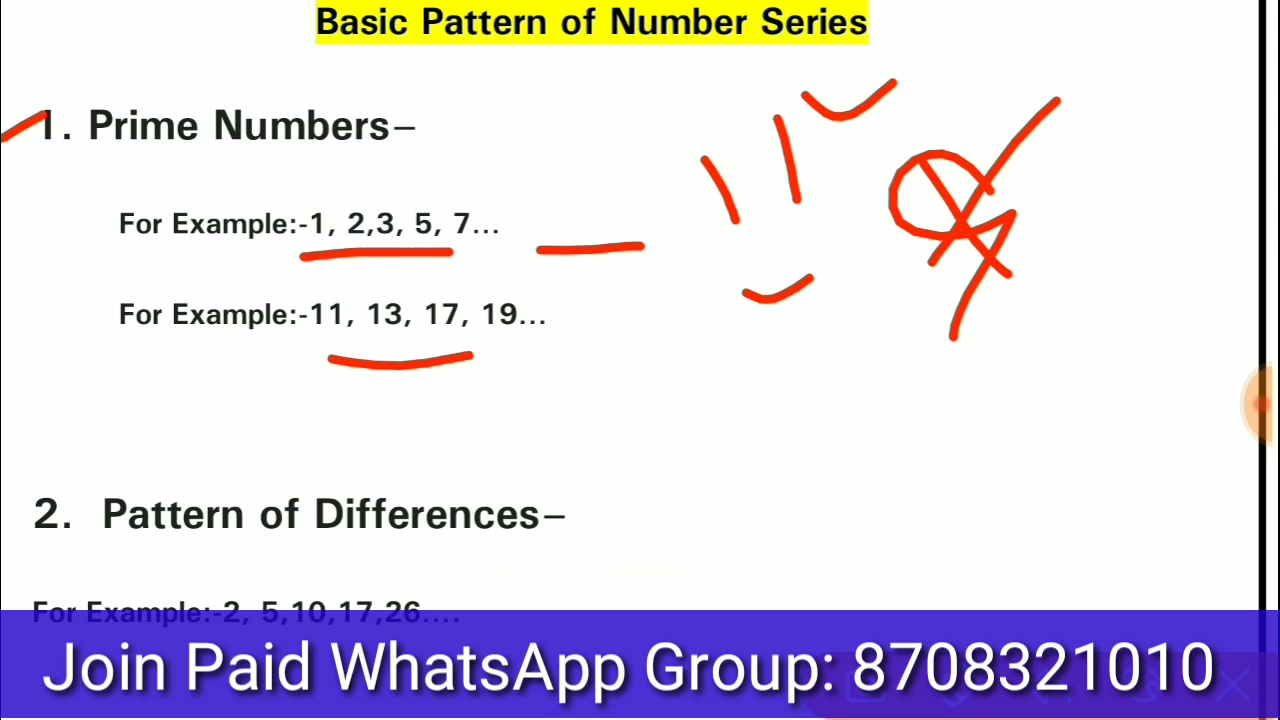 Basic Pattern of Number Series
1. Prime Numbers–
For Example:-1, 2,3, 5, 7...
For Example:-11, 13, 17, 19...
2. Pattern of Differences–
For Example:-2, 5,10,17,26....
Join Paid WhatsApp Group: 8708321010